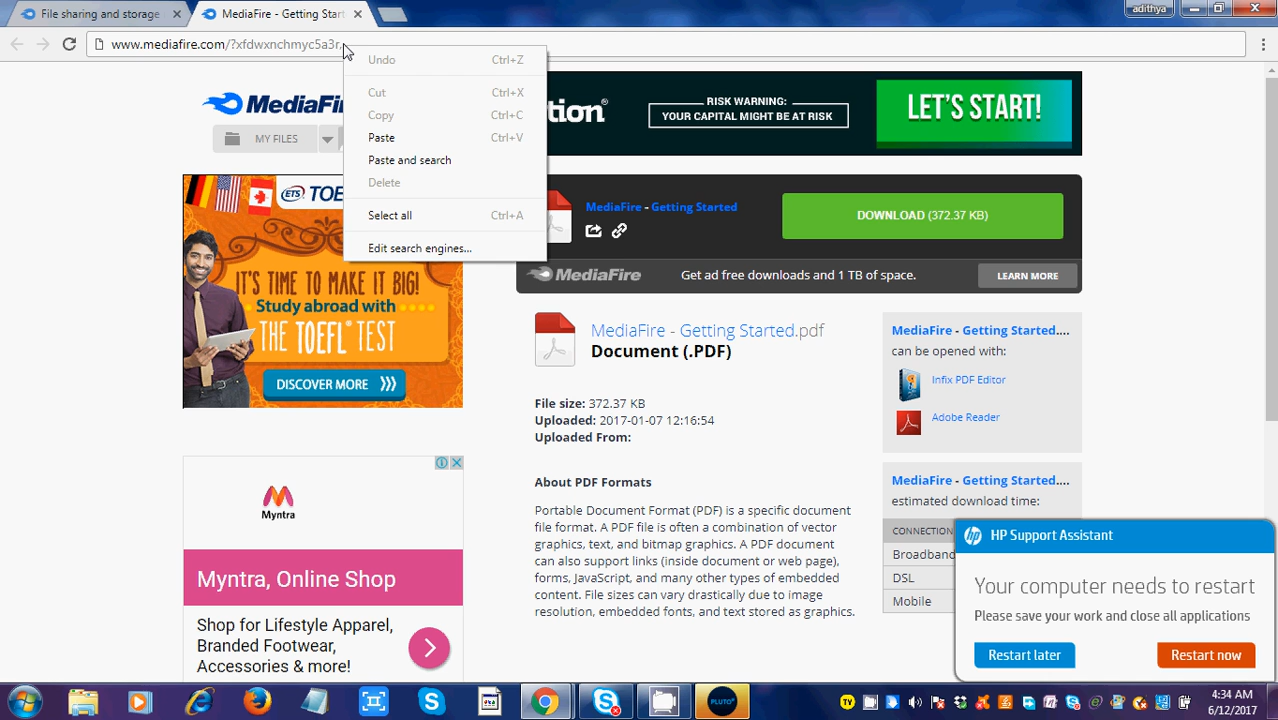 File sharing and storage
MediaFire - Getting Start
adithya
www.mediafire.com/?xfdwxnchmyc5a3r,
Undo Ctrl+Z
Cut Ctrl+X
Copy Ctrl+C
Paste Ctrl+V
Paste and search
Delete
Select all Ctrl+A
Edit search engines...
MediaFi
MY FILES
tion®
RISK WARNING:
YOUR CAPITAL MIGHT BE AT RISK
LET'S START!
ETS TOE
IT'S TIME TO MAKE IT BIG!
Study abroad with
THE TOEFL® TEST
DISCOVER MORE
MediaFire - Getting Started
DOWNLOAD (372.37 KB)
MediaFire
Get ad free downloads and 1 TB of space.
LEARN MORE
MediaFire - Getting Started.pdf
Document (.PDF)
File size: 372.37 KB
Uploaded: 2017-01-07 12:16:54
Uploaded From:
About PDF Formats
Portable Document Format (PDF) is a specific document
file format. A PDF file is often a combination of vector
graphics, text, and bitmap graphics. A PDF document
can also support links (inside document or web page),
forms, JavaScript, and many other types of embedded
content. File sizes can vary drastically due to image
resolution, embedded fonts, and text stored as graphics.
MediaFire - Getting Started....
can be opened with:
Infix PDF Editor
Adobe Reader
MediaFire - Getting Started....
estimated download time:
CONNECTION
Broadband
DSL
Mobile
Myntra
Myntra, Online Shop
Shop for Lifestyle Apparel,
Branded Footwear,
Accessories & more!
HP Support Assistant
Your computer needs to restart
Please save your work and close all applications
Restart later
Restart now
PLUTO
TV
4:34 AM
6/12/2017